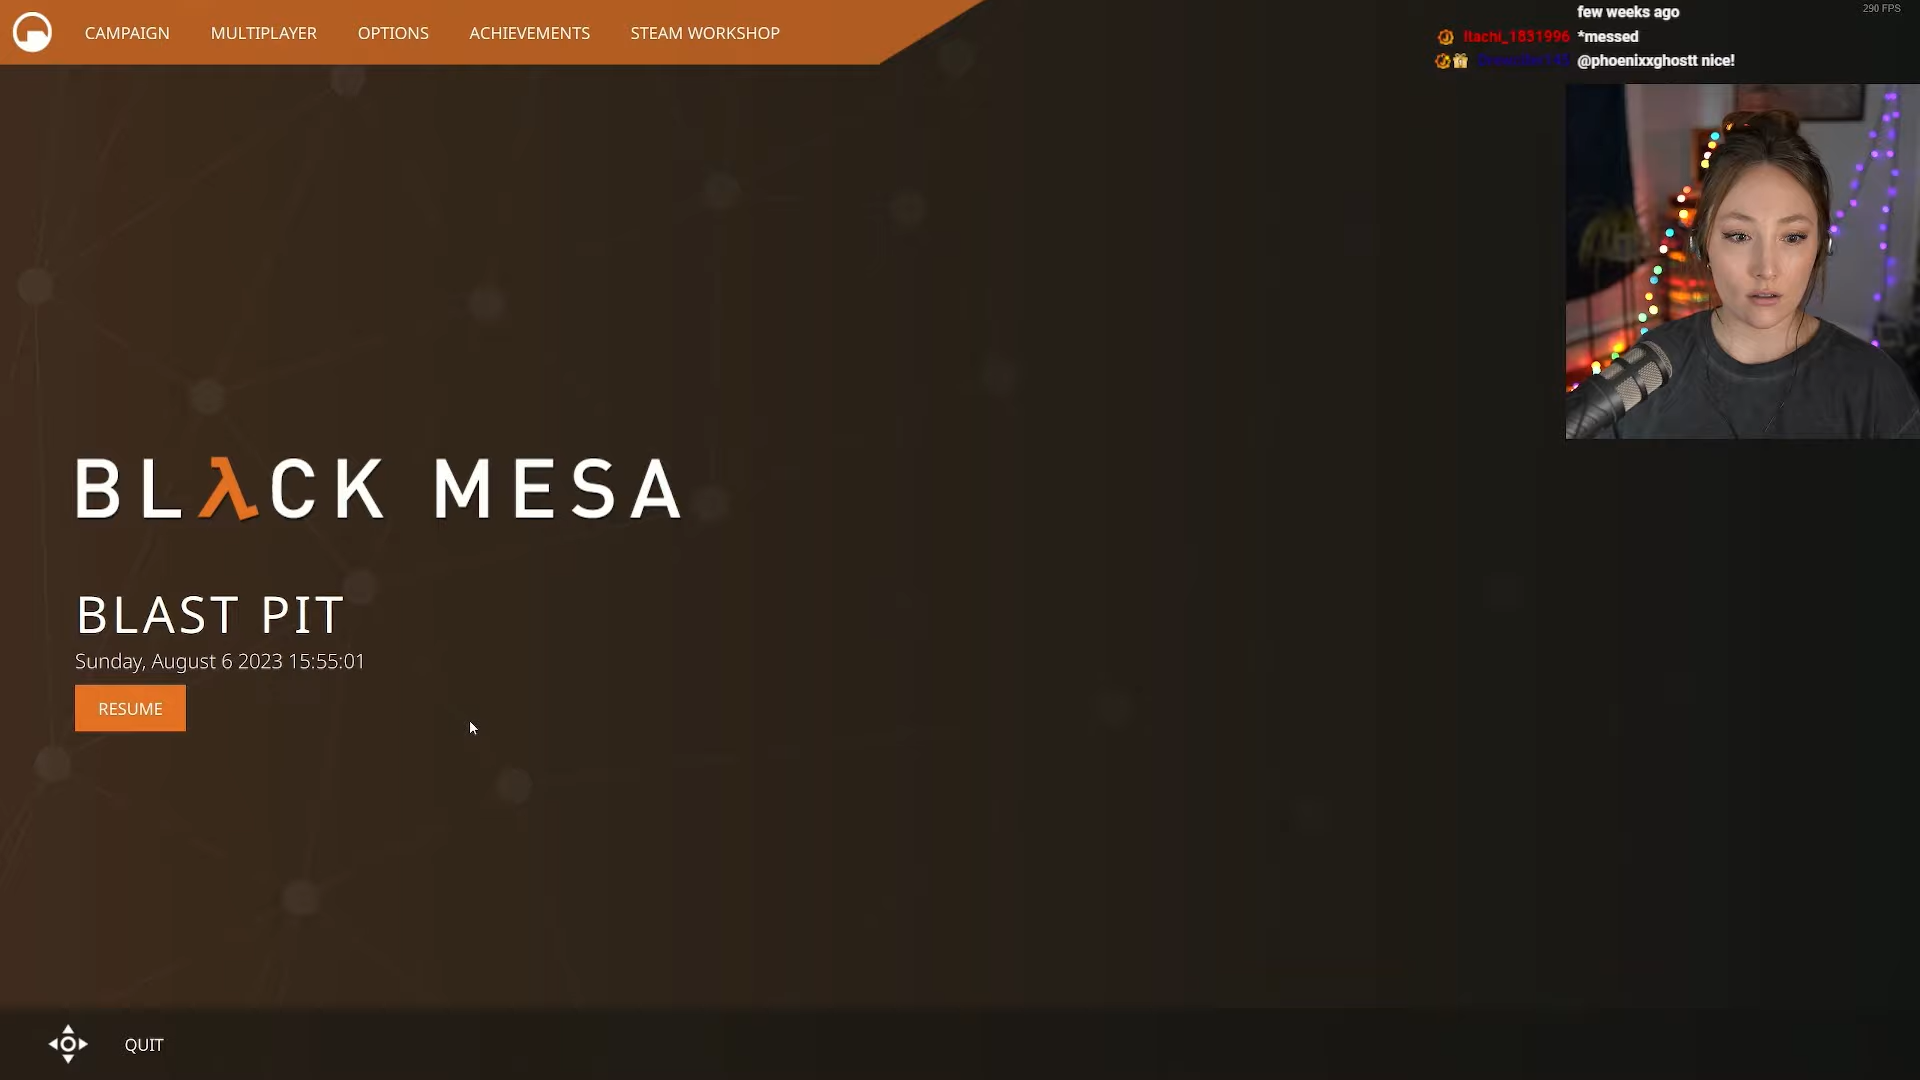 CAMPAIGN MULTIPLAYER OPTIONS ACHIEVEMENTS STEAM WORKSHOP
few weeks ago
290 FPS
Itachi_1831996 *messed
@phoenixxghostt nice!
BLλCK MESA
BLAST PIT
Sunday, August 6 2023 15:55:01
RESUME
QUIT